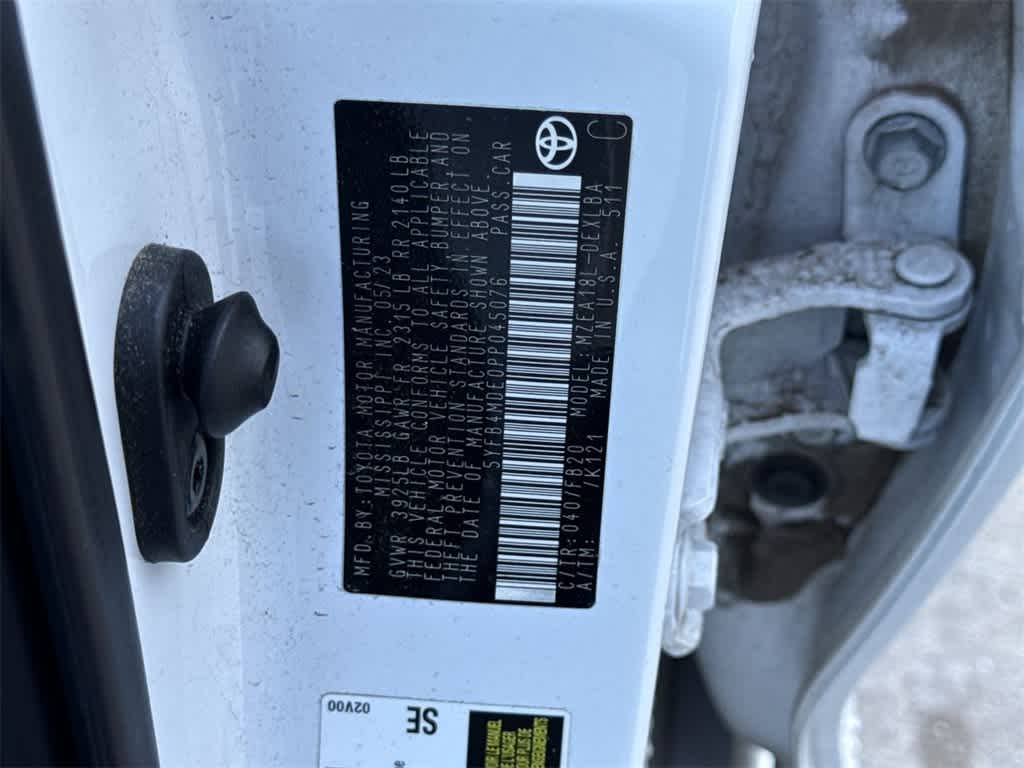 MFD. BY: TOYOTA MOTOR MANUFACTURING
MISSISSIPPI, INC. 05/23
GVWR 3925LB GAWR FR 2315 LB RR 2140LB
THIS VEHICLE CONFORMS TO ALL APPLICABLE
FEDERAL MOTOR VEHICLE SAFETY BUMPER AND
THEFT PREVENTION STANDARDS IN EFFECT ON
THE DATE OF MANUFACTURE SHOWN ABOVE.
5YFB4MDE0PP045076 PASS.CAR
C/TR: 040/FB20 MODEL: MZEA18L-DEXLBA
A/TM: /K121 MADE IN U.S.A. 511 C
02V00
SE